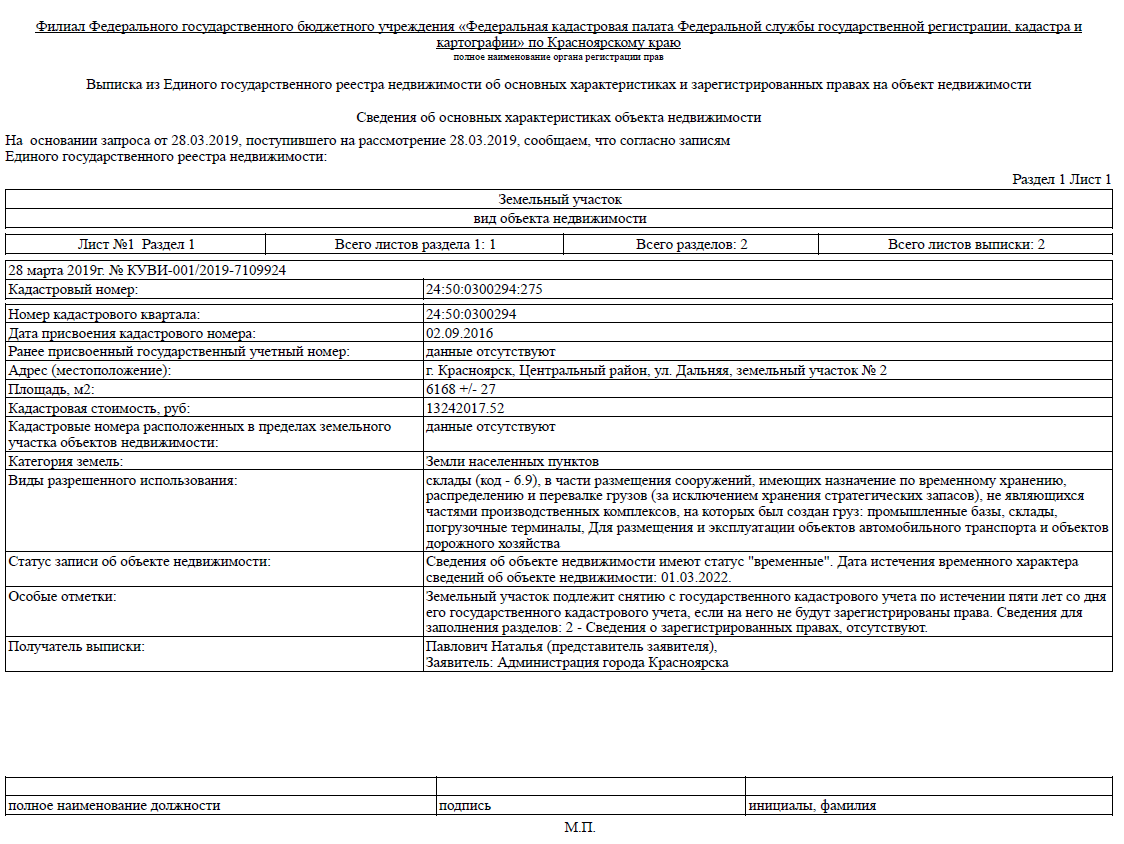 Филиал Федерального государственного бюджетного учреждения «Федеральная кадастровая палата Федеральной службы государственной регистрации, кадастра и
картографии» по Красноярскому краю
полное наименование органа регистрации прав
Выписка из Единого государственного реестра недвижимости об основных характеристиках и зарегистрированных правах на объект недвижимости
Сведения об основных характеристиках объекта недвижимости
На основании запроса от 28.03.2019, поступившего на рассмотрение 28.03.2019, сообщаем, что согласно записям
Единого государственного реестра недвижимости:
Раздел 1 Лист 1
Земельный участок
вид объекта недвижимости
Лист №1 Раздел 1 Всего листов раздела 1: 1 Всего разделов: 2 Всего листов выписки: 2
28 марта 2019г. № КУВИ-001/2019-7109924
Кадастровый номер: 24:50:0300294:275
Номер кадастрового квартала: 24:50:0300294
Дата присвоения кадастрового номера: 02.09.2016
Ранее присвоенный государственный учетный номер: данные отсутствуют
Адрес (местоположение): г. Красноярск, Центральный район, ул. Дальняя, земельный участок № 2
Площадь, м2: 6168 +/- 27
Кадастровая стоимость, руб: 13242017.52
Кадастровые номера расположенных в пределах земельного данные отсутствуют
участка объектов недвижимости:
Категория земель: Земли населенных пунктов
Виды разрешенного использования: склады (код - 6.9), в части размещения сооружений, имеющих назначение по временному хранению,
распределению и перевалке грузов (за исключением хранения стратегических запасов), не являющихся
частями производственных комплексов, на которых был создан груз: промышленные базы, склады,
погрузочные терминалы, Для размещения и эксплуатации объектов автомобильного транспорта и объектов
дорожного хозяйства
Статус записи об объекте недвижимости: Сведения об объекте недвижимости имеют статус "временные". Дата истечения временного характера
сведений об объекте недвижимости: 01.03.2022.
Особые отметки: Земельный участок подлежит снятию с государственного кадастрового учета по истечении пяти лет со дня
его государственного кадастрового учета, если на него не будут зарегистрированы права. Сведения для
заполнения разделов: 2 - Сведения о зарегистрированных правах, отсутствуют.
Получатель выписки: Павлович Наталья (представитель заявителя),
Заявитель: Администрация города Красноярска
полное наименование должности подпись инициалы, фамилия
М.П.